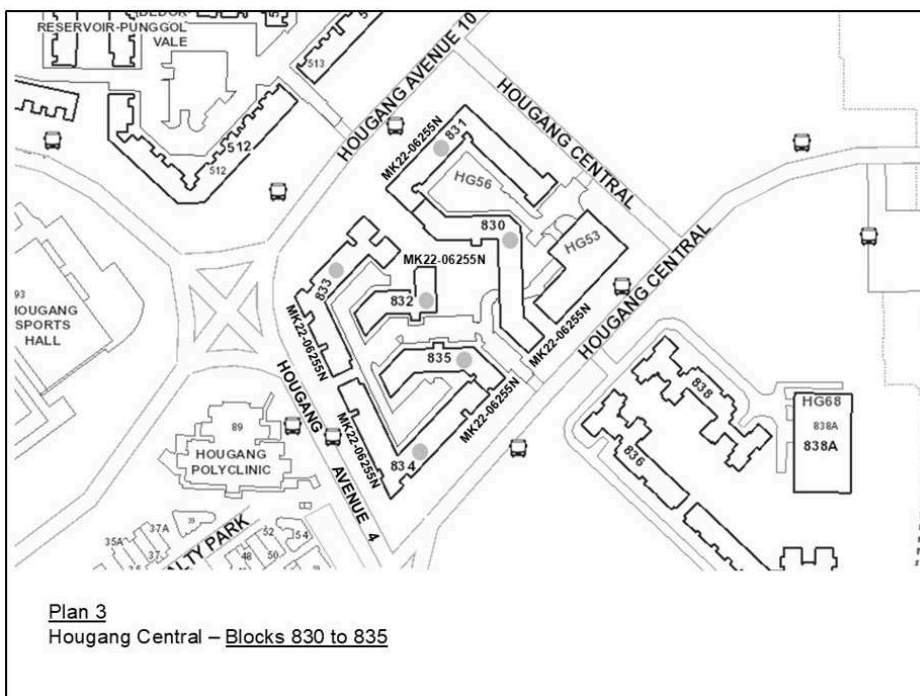 BEDOK
RESERVOIR-PUNGGOL
VALE
513
HOUGANG AVENUE 10
HOUGANG CENTRAL
512
512
MK22-06255N
831
HG56
830
HG53
MK22-06255N
833
832
MK22-06255N
835
MK22-06255N
HOUGANG CENTRAL
93
HOUGANG
SPORTS
HALL
MK22-06255N
834
MK22-06255N
HOUGANG
AVENUE 4
89
HOUGANG
POLYCLINIC
838
836
HG68
838A
838A
39
37A
35A
37
52
54
48
50
ALTY PARK
Plan 3
Hougang Central – Blocks 830 to 835